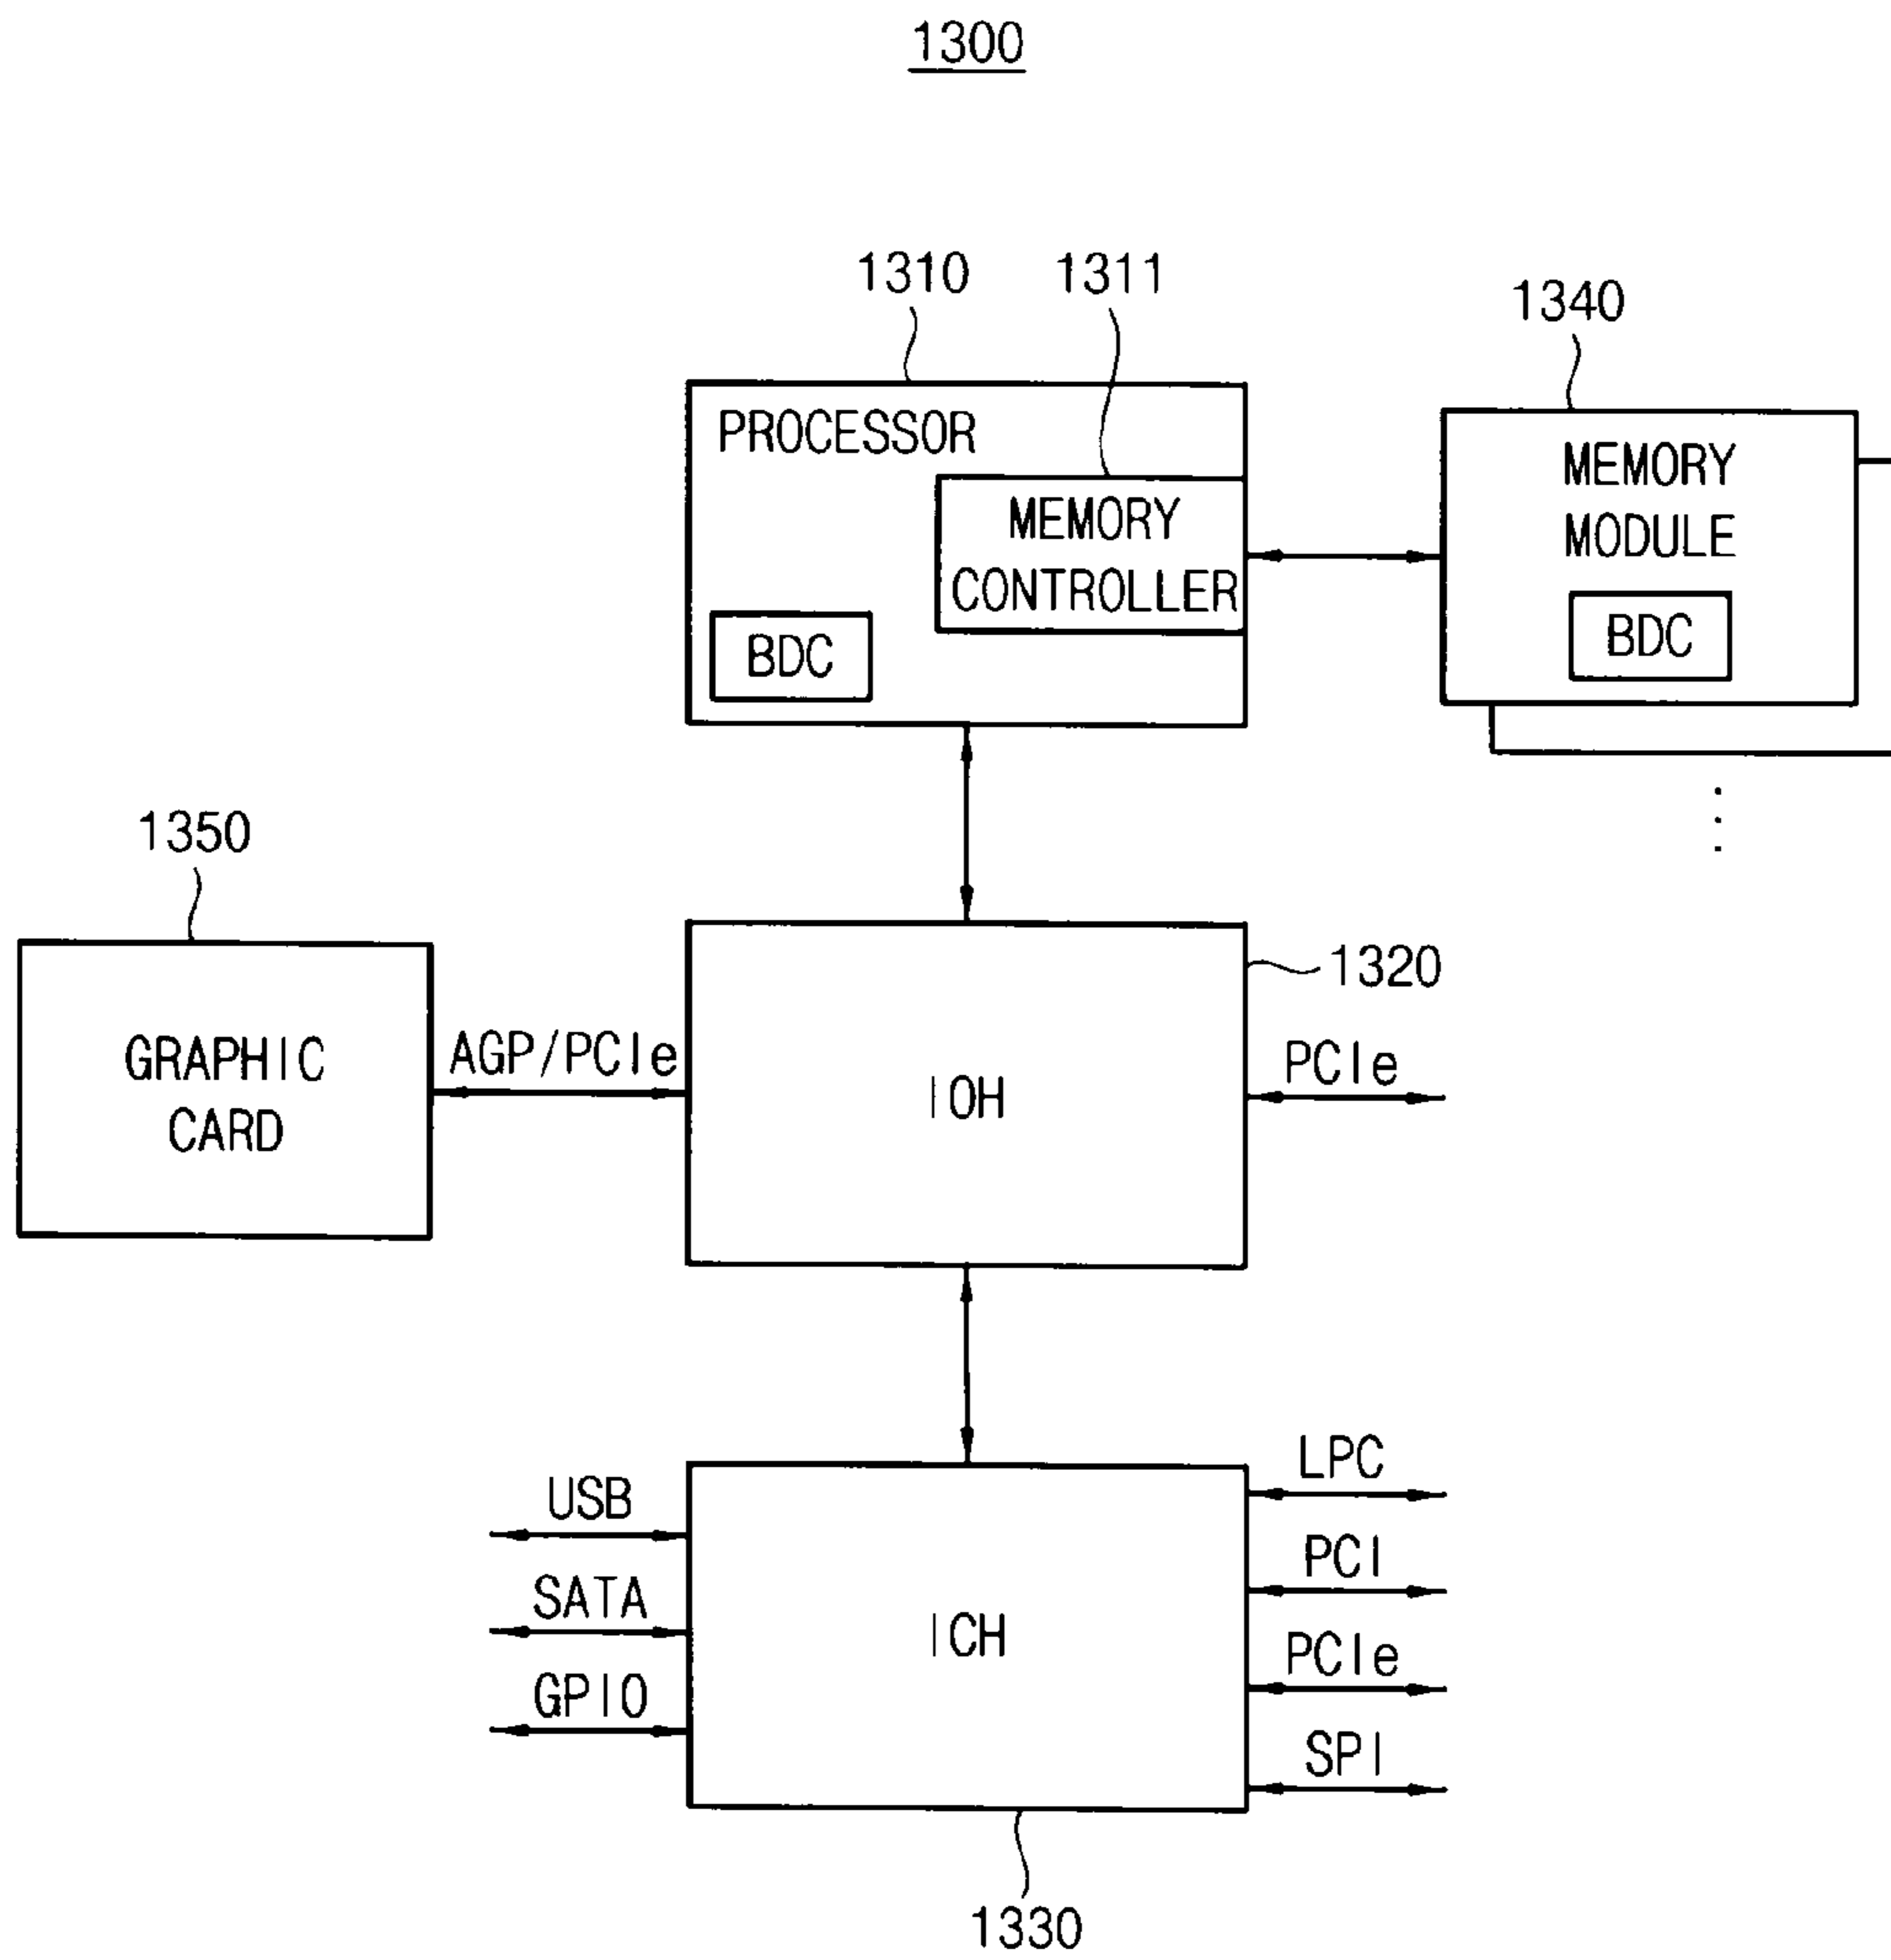 1300
1310
1311
1340
PROCESSOR
MEMORY
CONTROLLER
BDC
MEMORY
MODULE
BDC
1350
1320
GRAPHIC
CARD
AGP/PCIe
IOH
PCIe
USB
SATA
GPIO
ICH
LPC
PCI
PCIe
SPI
1330